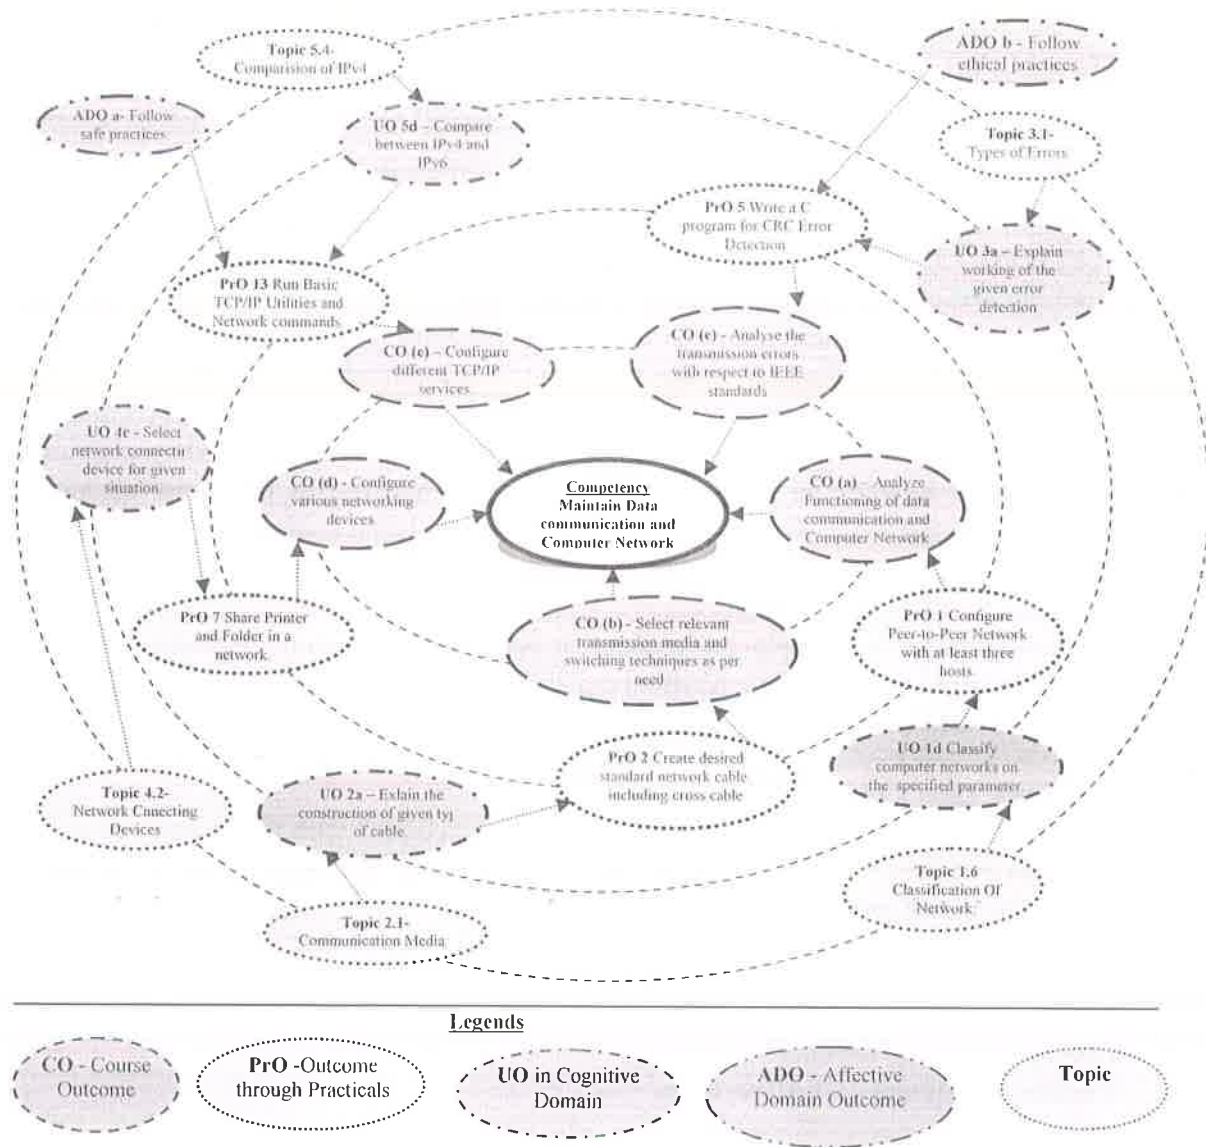 Topic 5.4-
Comparision of IPv4
ADO b - Follow
ethical practices
ADO a- Follow
safe practices
UO 5d – Compare
between IPv4 and
IPv6
Topic 3.1-
Types of Errors
PrO 5 Write a C
program for CRC Error
Detection
UO 3a – Explain
working of the
given error
detection
PrO 13 Run Basic
TCP/IP Utilities and
Network commands
CO (e) – Configure
different TCP/IP
services
CO (c) - Analyse the
transmission errors
with respect to IEEE
standards
UO 4c - Select
network connectin
device for given
situation
CO (d) - Configure
various networking
devices
Competency
Maintain Data
communication and
Computer Network
CO (a) – Analyze
Functioning of data
communication and
Computer Network
PrO 7 Share Printer
and Folder in a
network
CO (b) - Select relevant
transmission media and
switching techniques as per
need
PrO 1 Configure
Peer-to-Peer Network
with at least three
hosts
PrO 2 Create desired
standard network cable
including cross cable
UO 1d Classify
computer networks on
the specified parameter
Topic 4.2-
Network Cnnecting
Devices
UO 2a – Exlain the
construction of given typ
of cable
Topic 1.6
Classification Of
Network
Topic 2.1-
Communication Media
Legends
CO - Course
Outcome
PrO -Outcome
through Practicals
UO in Cognitive
Domain
ADO - Affective
Domain Outcome
Topic